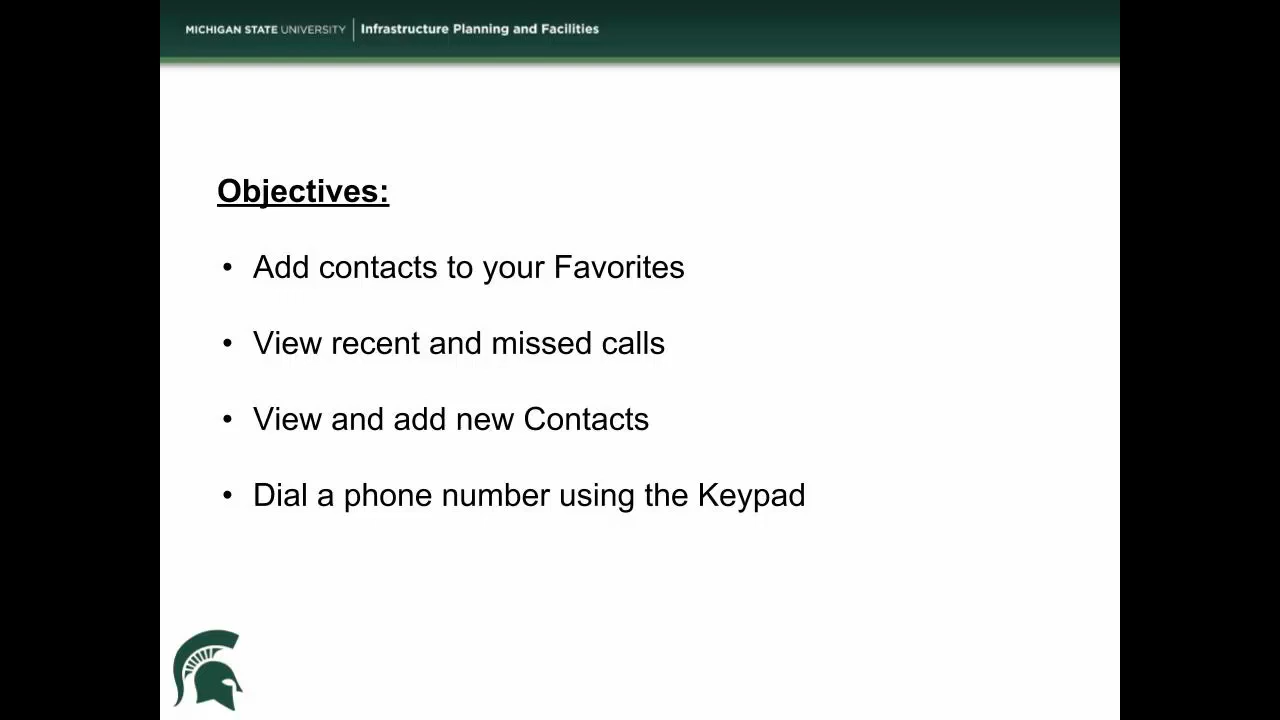 MICHIGAN STATE UNIVERSITY | Infrastructure Planning and Facilities
Objectives:
• Add contacts to your Favorites
• View recent and missed calls
• View and add new Contacts
• Dial a phone number using the Keypad